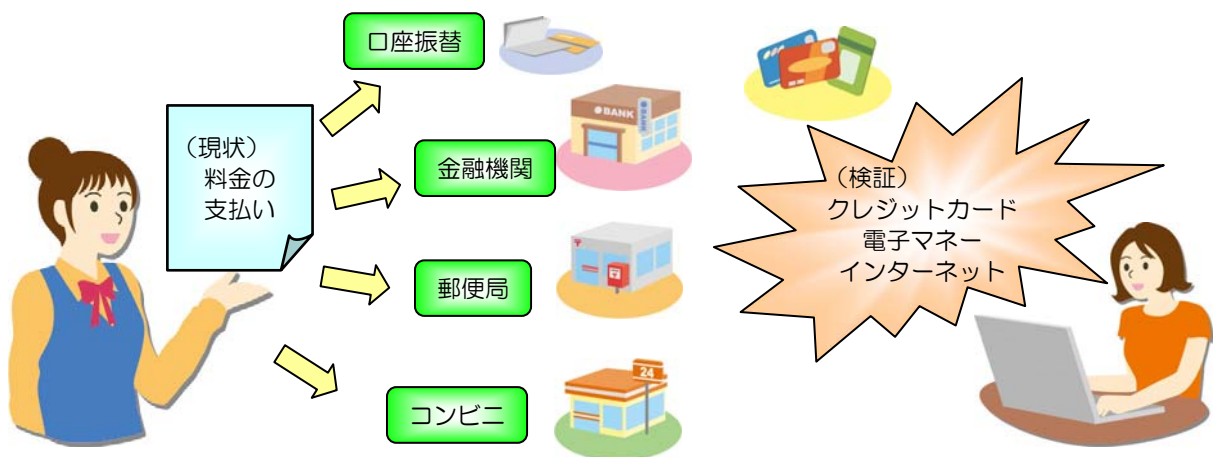 口座振替
（現状）
料金の
支払い
BANK
BANK
金融機関
（検証）
クレジットカード
電子マネー
インターネット
郵便局
〒
24
コンビニ